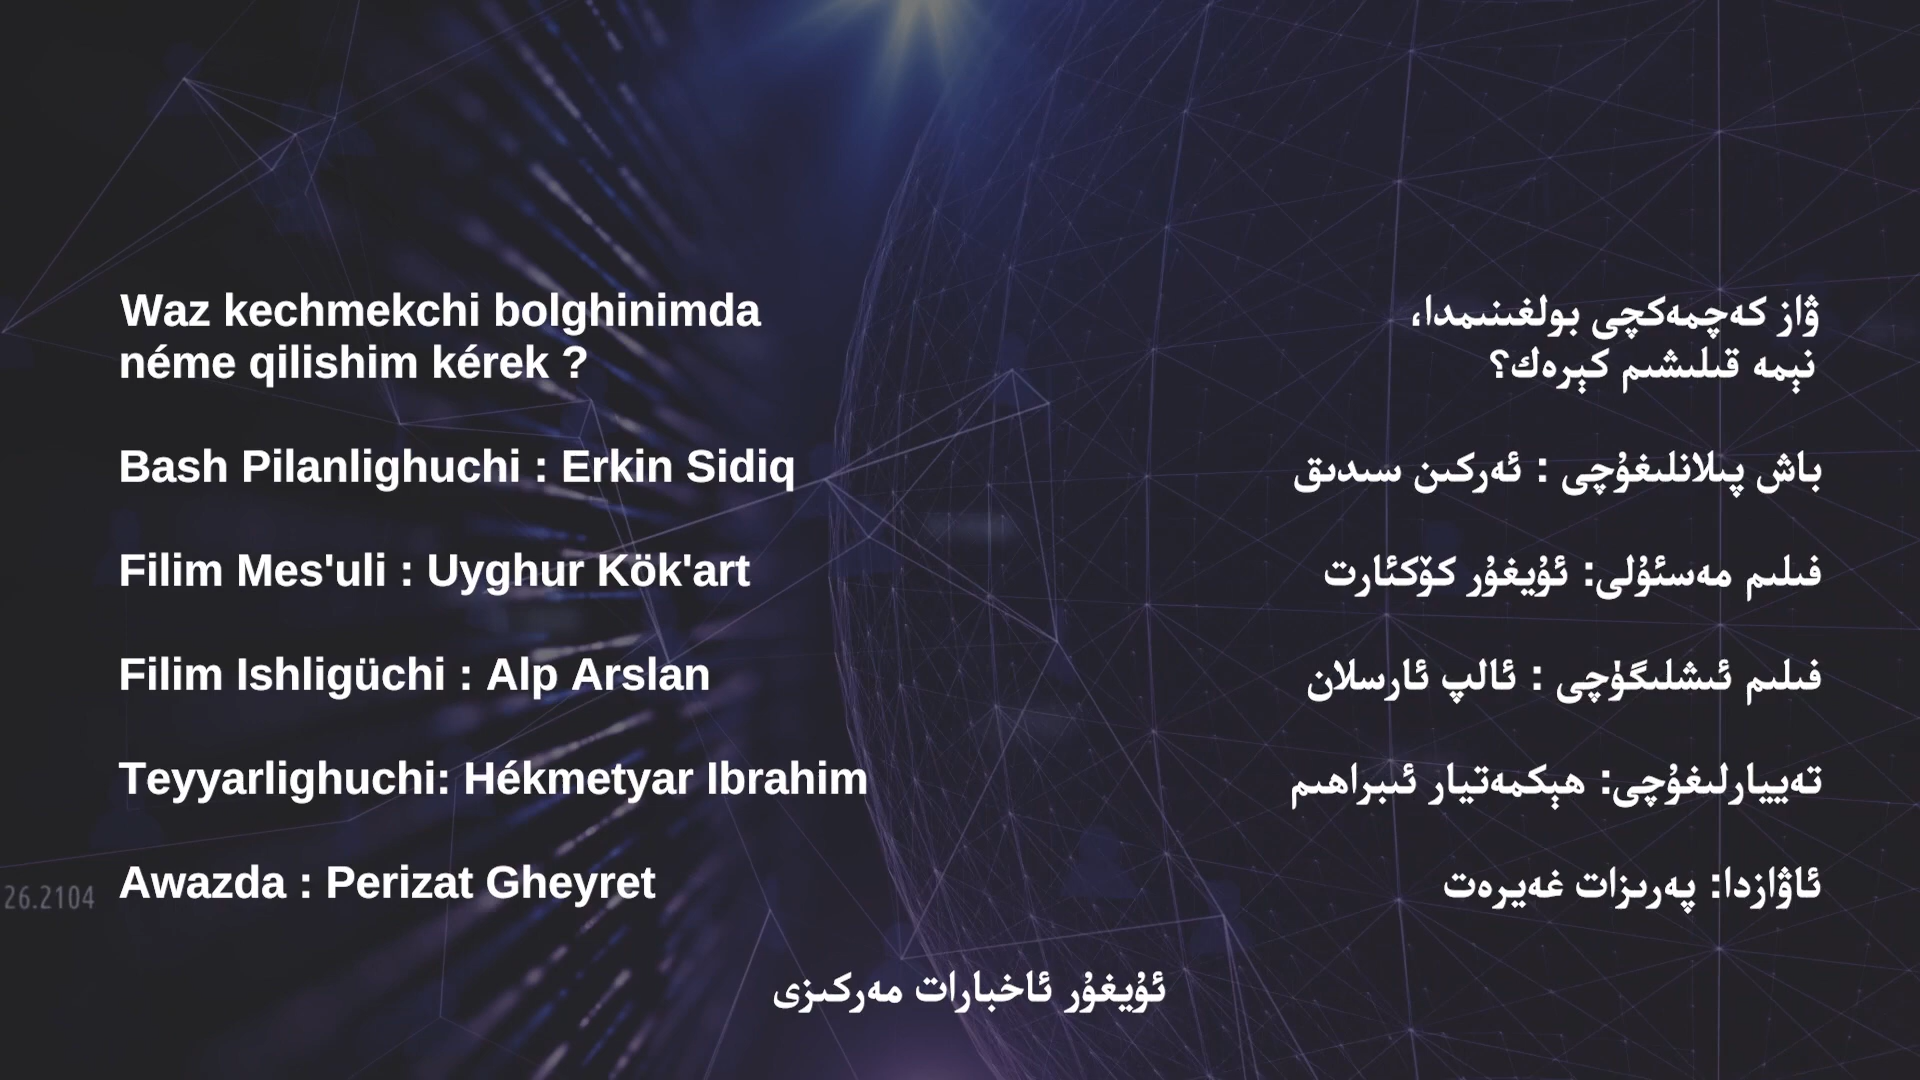 Waz kechmekchi bolghinimda
néme qilishim kérek ?
Bash Pilanlighuchi : Erkin Sidiq
Filim Mes'uli : Uyghur Kök'art
Filim Ishligüchi : Alp Arslan
Teyyarlighuchi: Hékmetyar Ibrahim
Awazda : Perizat Gheyret
26.2104
ۋاز كەچمەكچى بولغىنىمدا،
نېمە قىلىشىم كېرەك؟
باش پىلانلىغۇچى : ئەركىن سىدىق
فىلىم مەسئۇلى: ئۇيغۇر كۆكئارت
فىلىم ئىشلىگۈچى : ئالپ ئارسلان
تەييارلىغۇچى: ھېكمەتيار ئىبراھىم
ئاۋازدا: پەرىزات غەيرەت
ئۇيغۇر ئاخبارات مەركىزى